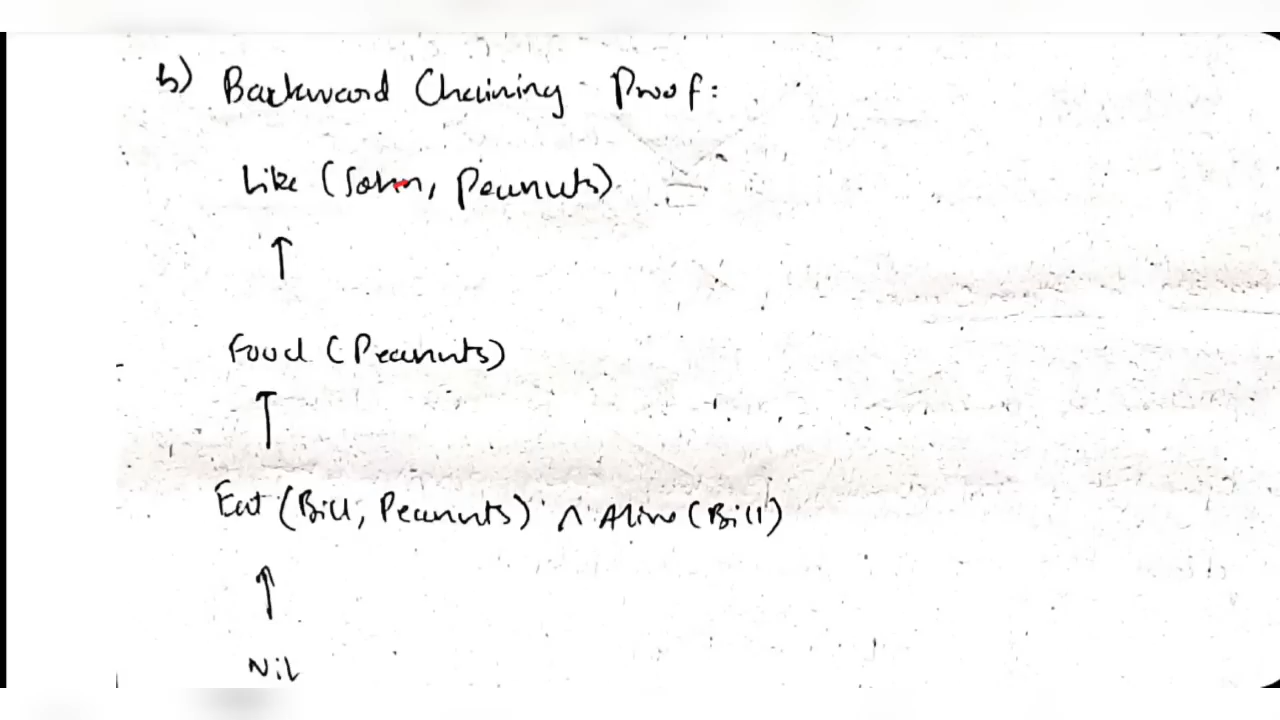 b) Backward Chaining Proof:
Like (John, Peanuts)
↑
Food (Peanuts)
↑
Eat (Bill, Peanuts) ∧ Alive (Bill)
↑
Nil